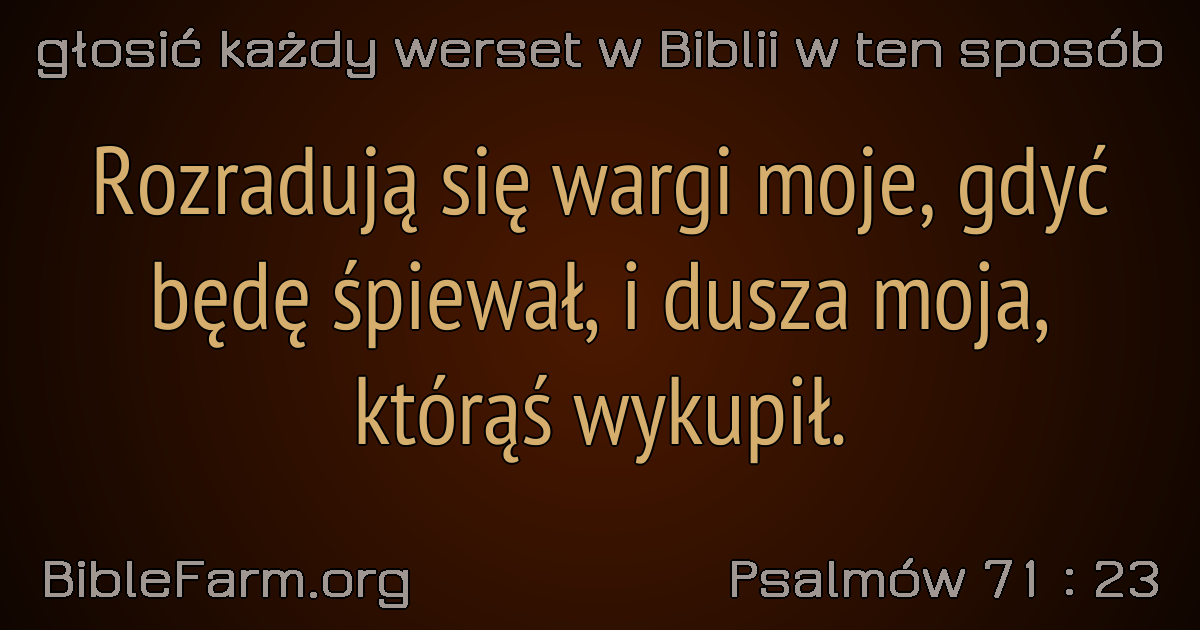 głosić każdy werset w Biblii w ten sposób
Rozradują się wargi moje, gdyć
będę śpiewał, i dusza moja,
którąś wykupił.
BibleFarm.org
Psalmów 71 : 23